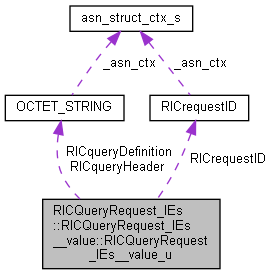 asn_struct_ctx_s
_asn_ctx
_asn_ctx
OCTET_STRING
RICrequestID
RICqueryDefinition
RICqueryHeader
RICrequestID
RICQueryRequest_IEs
::RICQueryRequest_IEs
__value::RICQueryRequest
_IEs__value_u